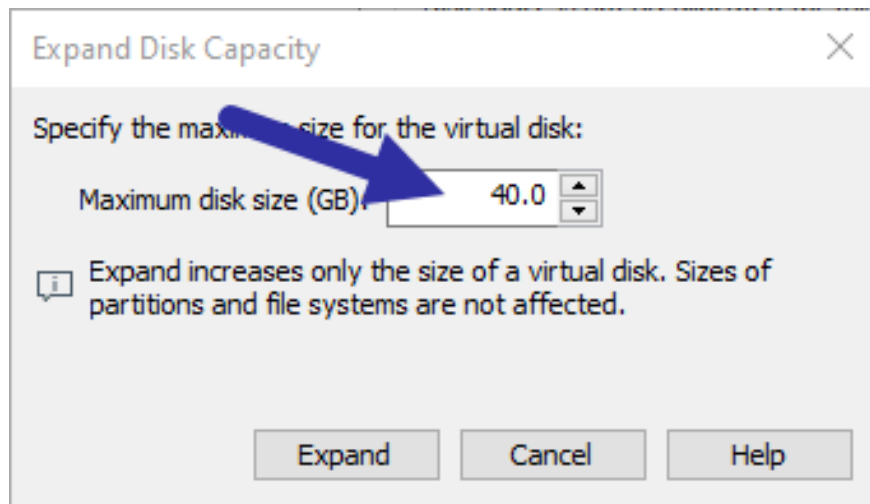 Expand Disk Capacity
Specify the maximum size for the virtual disk:
Maximum disk size (GB): 40.0
Expand increases only the size of a virtual disk. Sizes of
partitions and file systems are not affected.
Expand Cancel Help